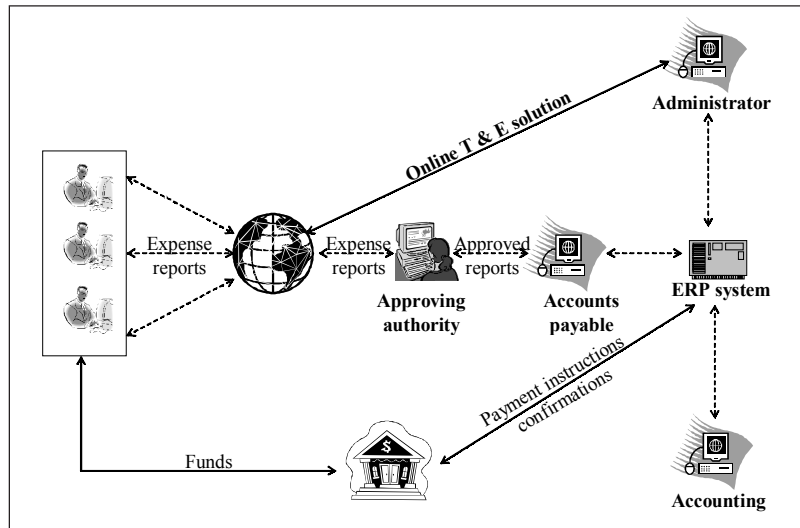 Administrator
Online T & E solution
Expense
reports
Expense
reports
Approved
reports
Approving
authority
Accounts
payable
ERP system
Payment instructions
confirmations
$
Funds
Accounting